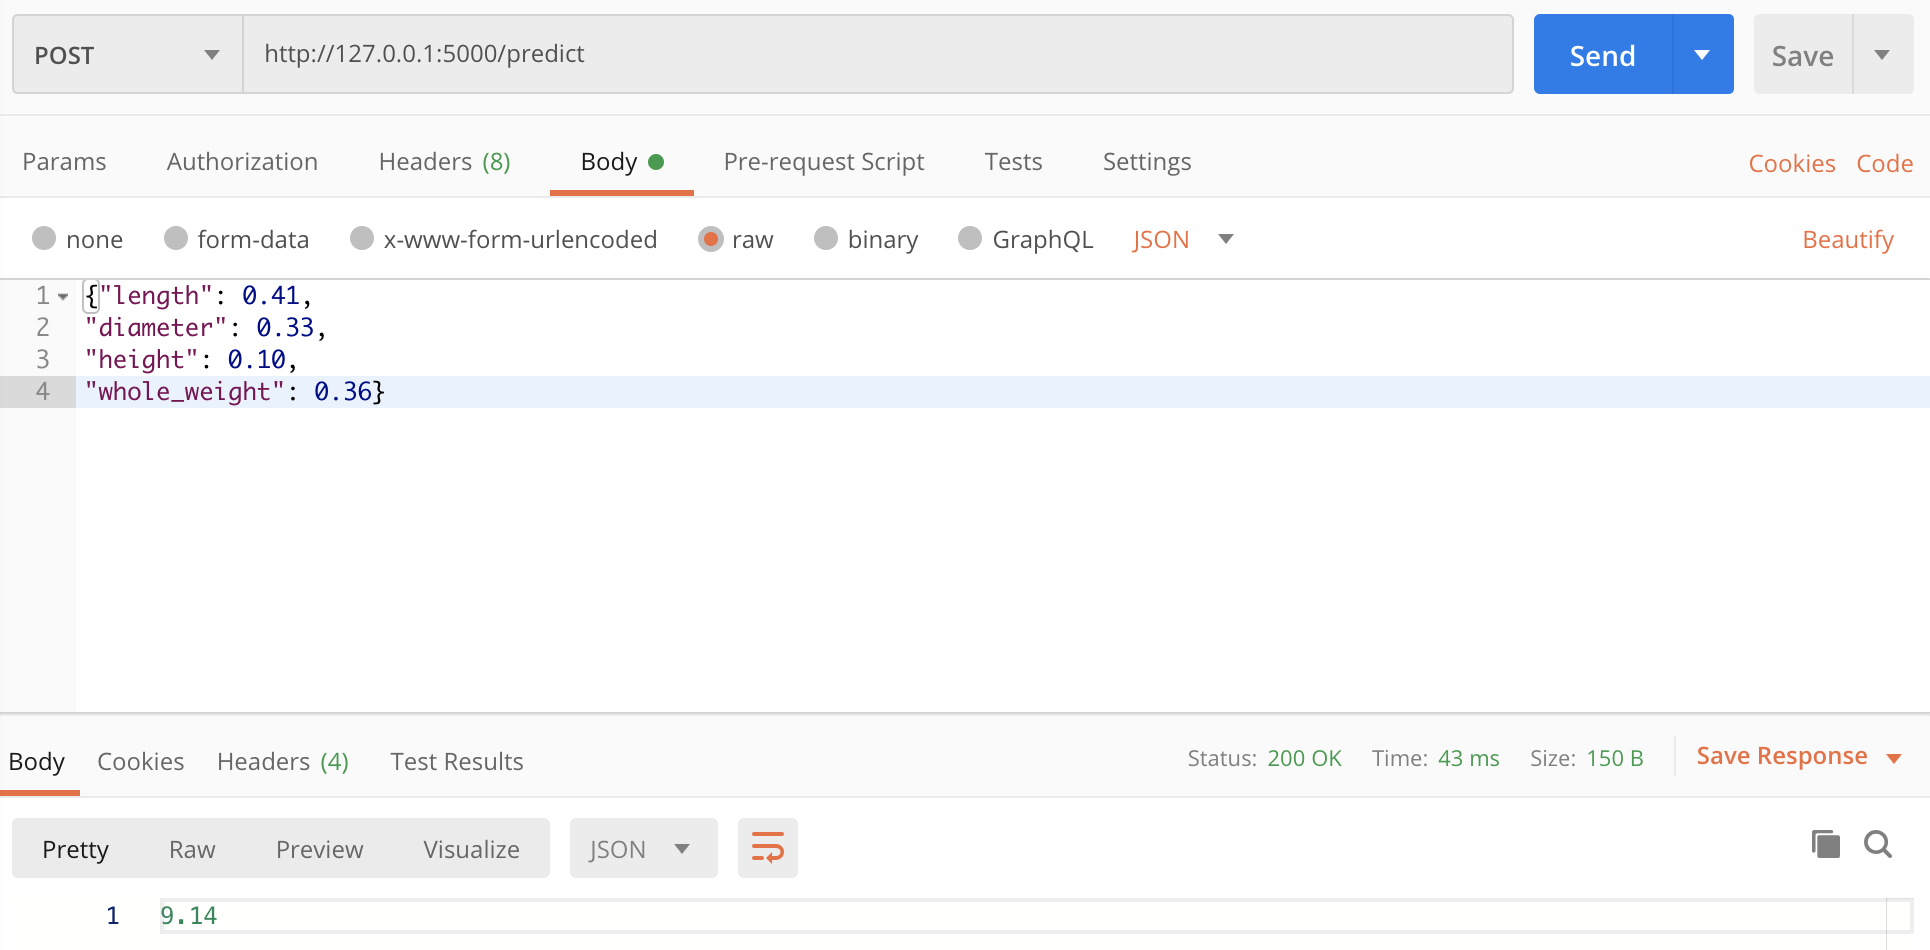 POST http://127.0.0.1:5000/predict Send Save
Params Authorization Headers (8) Body Pre-request Script Tests Settings Cookies Code
none form-data x-www-form-urlencoded raw binary GraphQL JSON Beautify
1 {"length": 0.41,
2 "diameter": 0.33,
3 "height": 0.10,
4 "whole_weight": 0.36}
Body Cookies Headers (4) Test Results Status: 200 OK Time: 43 ms Size: 150 B Save Response
Pretty Raw Preview Visualize JSON
1 9.14